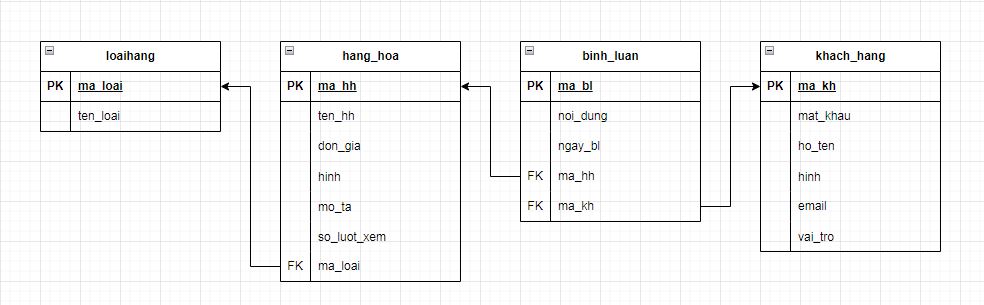 loaihang
PK ma_loai
ten_loai
hang_hoa
PK ma_hh
ten_hh
don_gia
hinh
mo_ta
so_luot_xem
FK ma_loai
binh_luan
PK ma_bl
noi_dung
ngay_bl
FK ma_hh
FK ma_kh
khach_hang
PK ma_kh
mat_khau
ho_ten
hinh
email
vai_tro